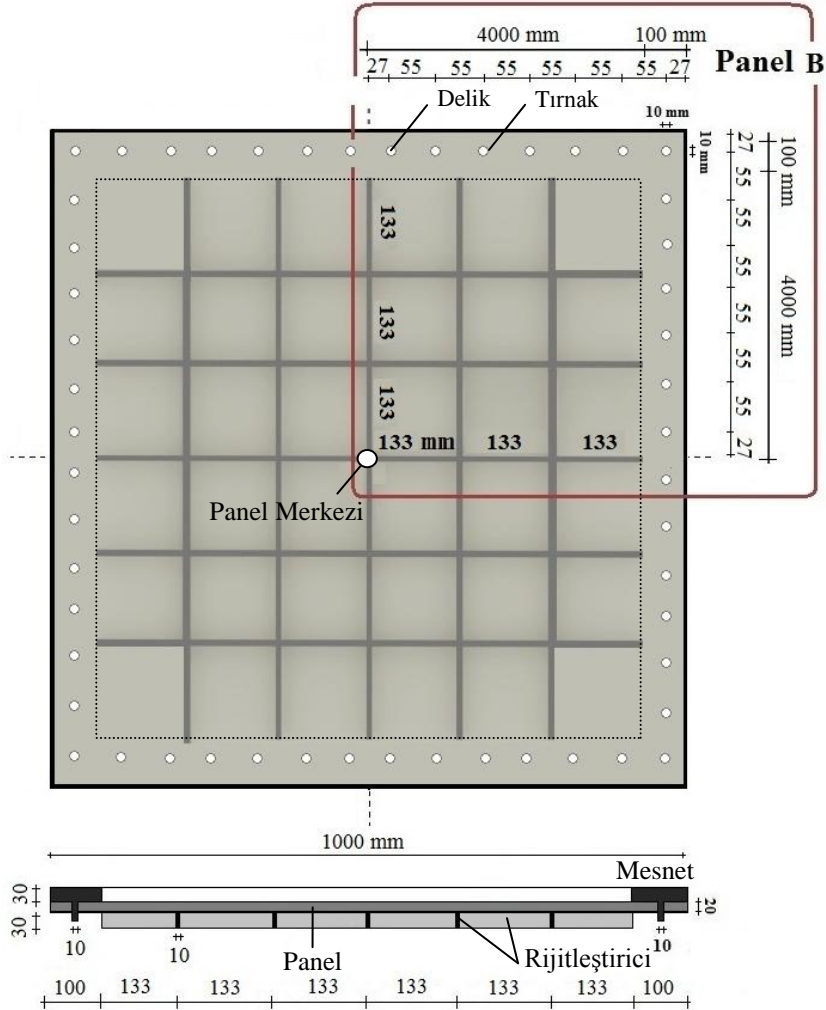 4000 mm 100 mm
27 55 55 55 55 55 27
Panel B
Delik Tırnak
10 mm
10 mm
27 55 55 55 55 55 55 27
100 mm 4000 mm
133
133
133
133 mm 133 133
Panel Merkezi
1000 mm
Mesnet
30
30
20
10
10
10
Panel
Rijitleştirici
100 133 133 133 133 133 133 100